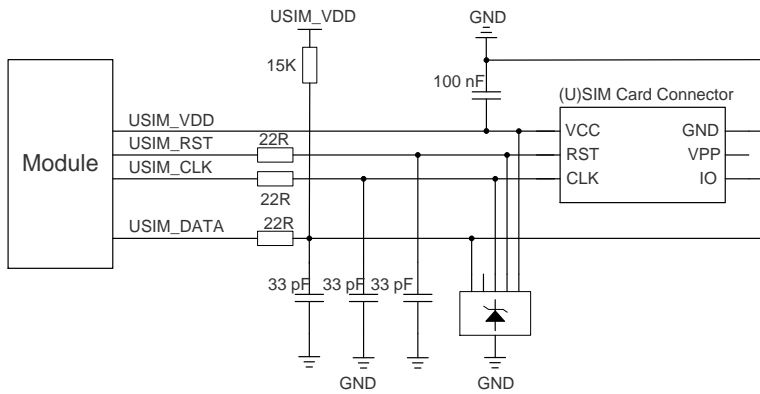 USIM_VDD
GND
15K
100 nF
(U)SIM Card Connector
Module
USIM_VDD
USIM_RST
USIM_CLK
USIM_DATA
22R
22R
22R
VCC
GND
RST
VPP
CLK
IO
33 pF
33 pF
33 pF
GND
GND